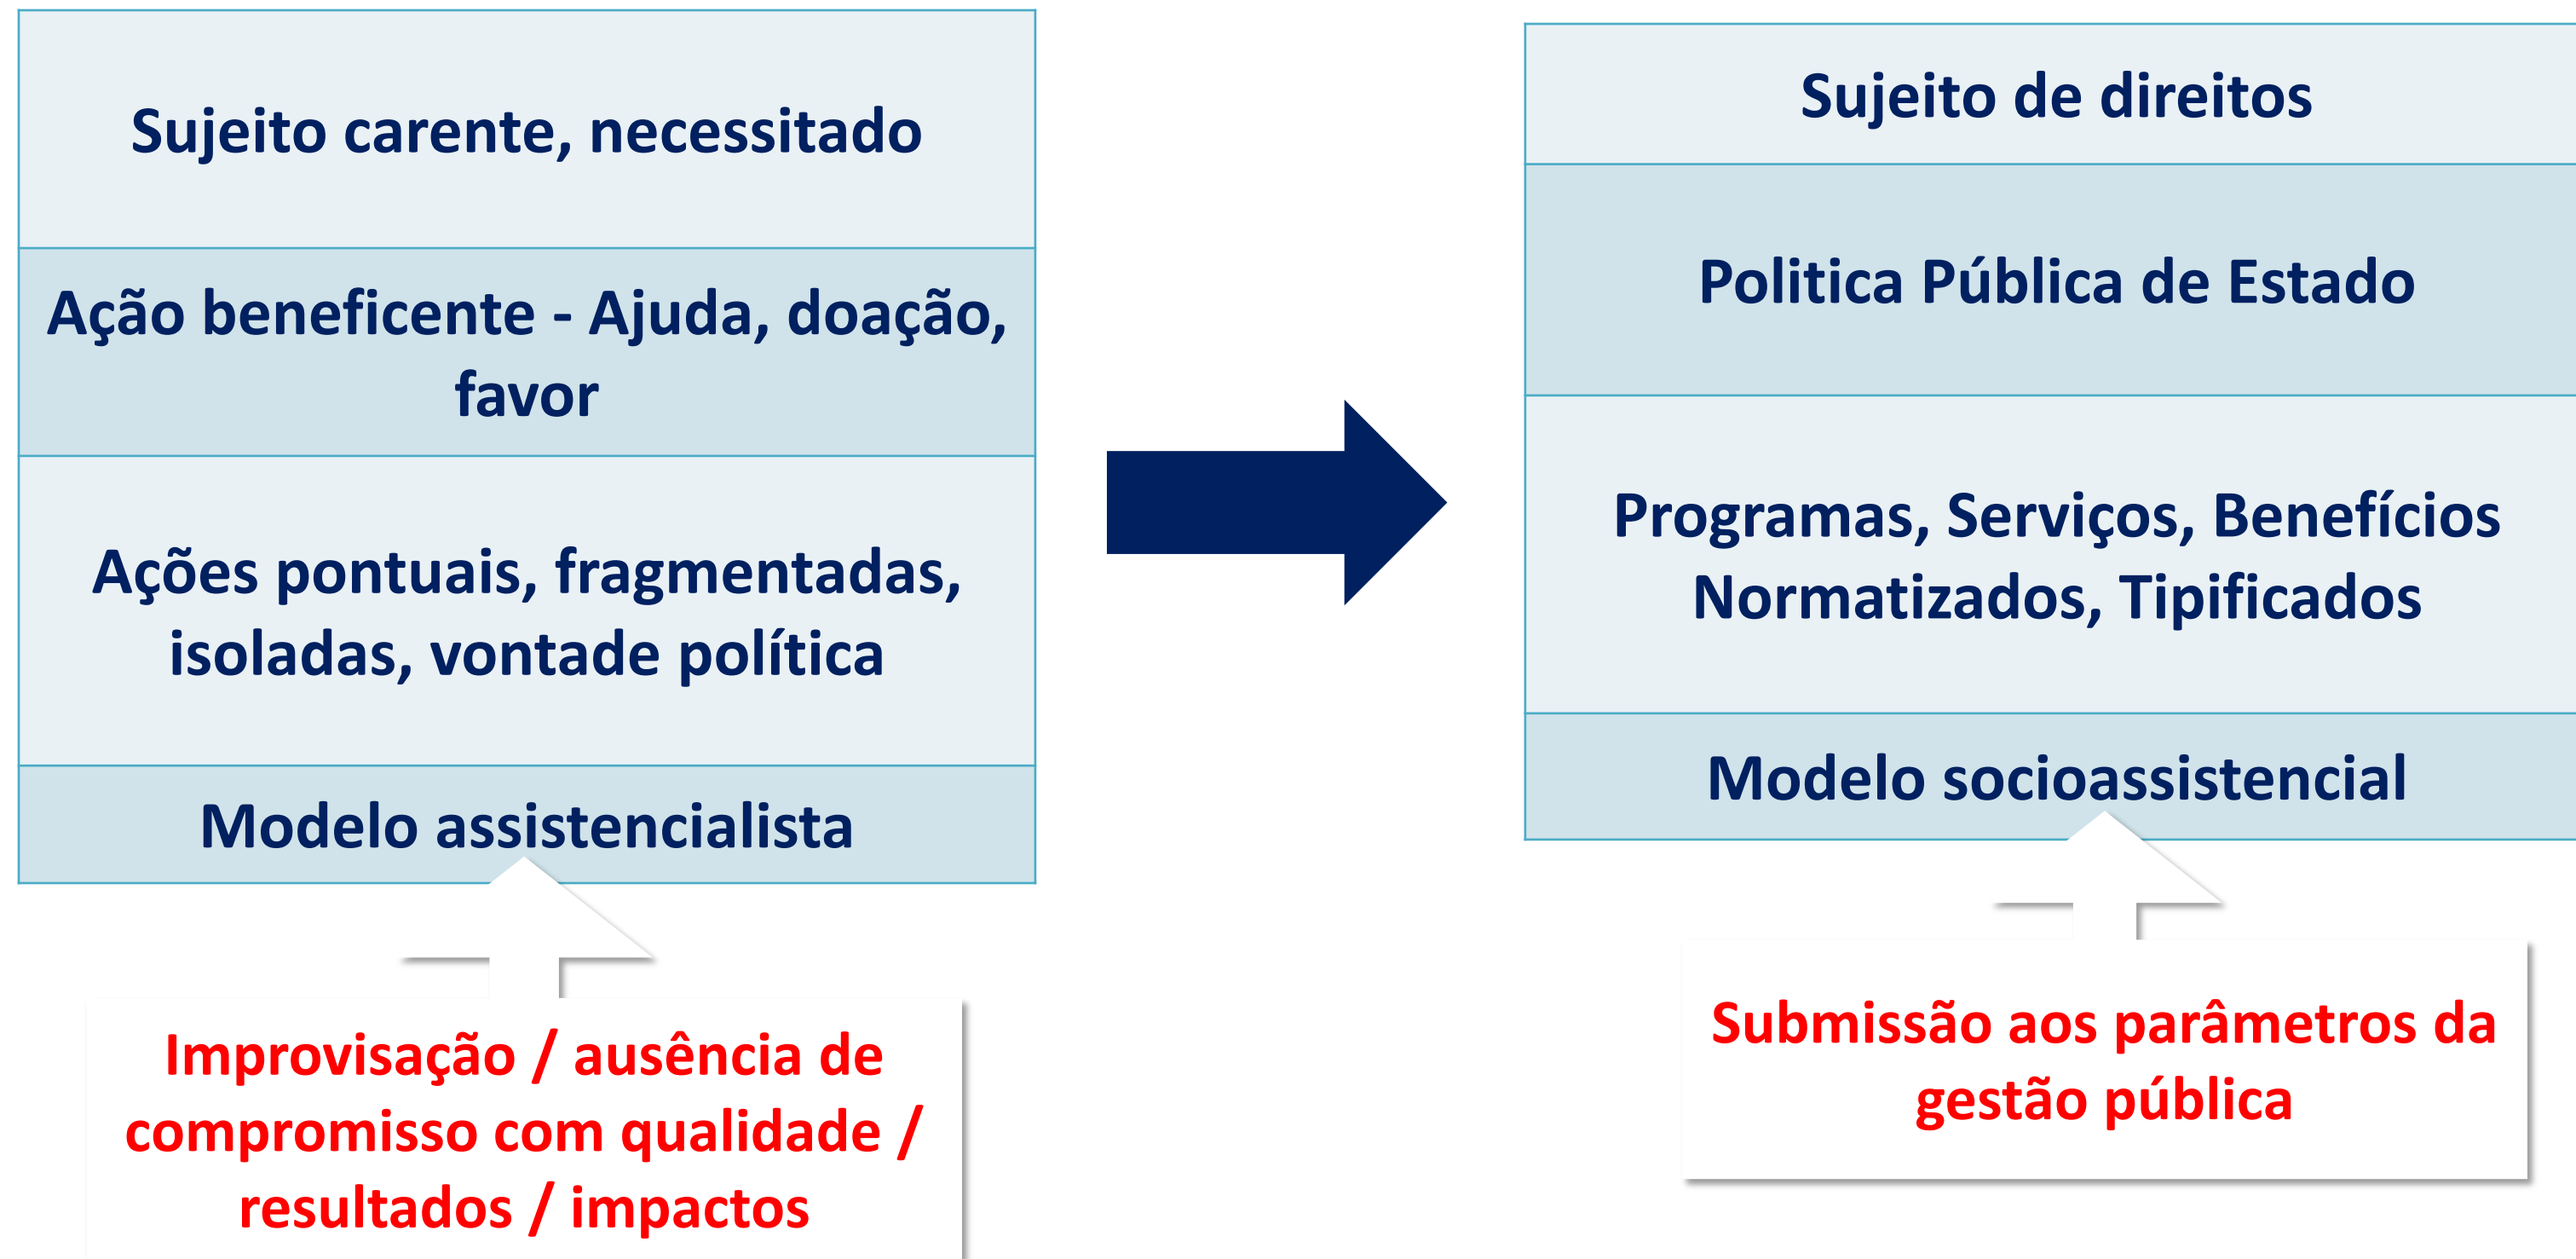 Sujeito carente, necessitado
Ação beneficente - Ajuda, doação,
favor
Ações pontuais, fragmentadas,
isoladas, vontade política
Modelo assistencialista
Improvisação / ausência de
compromisso com qualidade /
resultados / impactos
Sujeito de direitos
Politica Pública de Estado
Programas, Serviços, Benefícios
Normatizados, Tipificados
Modelo socioassistencial
Submissão aos parâmetros da
gestão pública